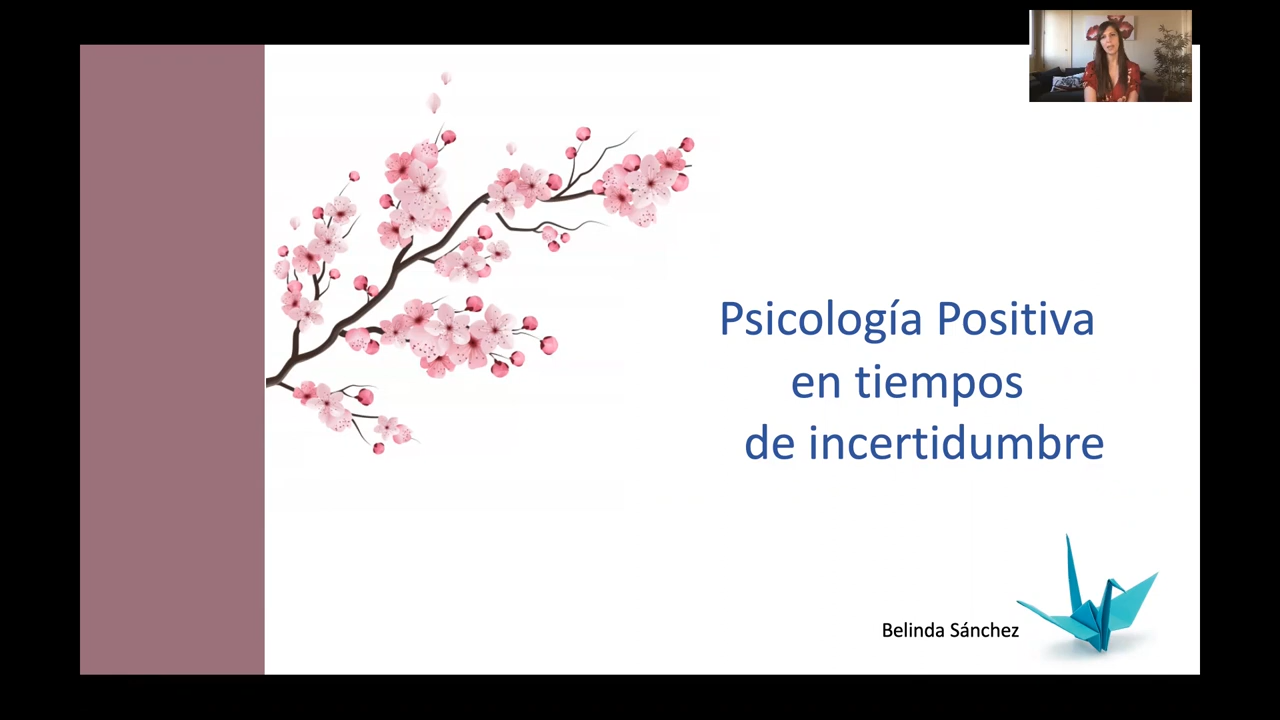 Psicología Positiva
en tiempos
de incertidumbre
Belinda Sánchez